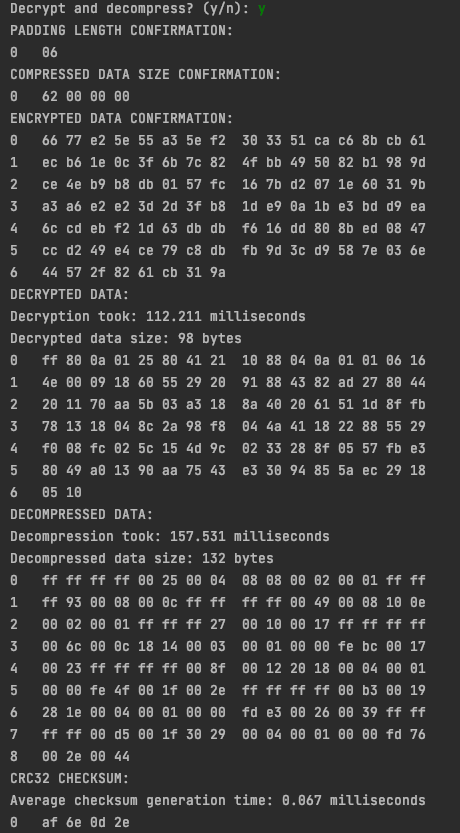 Decrypt and decompress? (y/n): y
PADDING LENGTH CONFIRMATION:
0 06
COMPRESSED DATA SIZE CONFIRMATION:
0 62 00 00 00
ENCRYPTED DATA CONFIRMATION:
0 66 77 e2 5e 55 a3 5e f2 30 33 51 ca c6 8b cb 61
1 ec b6 1e 0c 3f 6b 7c 82 4f bb 49 50 82 b1 98 9d
2 ce 4e b9 b8 db 01 57 fc 16 7b d2 07 1e 60 31 9b
3 a3 a6 e2 e2 3d 2d 3f b8 1d e9 0a 1b e3 bd d9 ea
4 6c cd eb f2 1d 63 db db f6 16 dd 80 8b ed 08 47
5 cc d2 49 e4 ce 79 c8 db fb 9d 3c d9 58 7e 03 6e
6 44 57 2f 82 61 cb 31 9a
DECRYPTED DATA:
Decryption took: 112.211 milliseconds
Decrypted data size: 98 bytes
0 ff 80 0a 01 25 80 41 21 10 88 04 0a 01 01 06 16
1 4e 00 09 18 60 55 29 20 91 88 43 82 ad 27 80 44
2 20 11 70 aa 5b 03 a3 18 8a 40 20 61 51 1d 8f fb
3 78 13 18 04 8c 2a 98 f8 04 4a 41 18 22 88 55 29
4 f0 08 fc 02 5c 15 4d 9c 02 33 28 8f 05 57 fb e3
5 80 49 a0 13 90 aa 75 43 e3 30 94 85 5a ec 29 18
6 05 10
DECOMPRESSED DATA:
Decompression took: 157.531 milliseconds
Decompressed data size: 132 bytes
0 ff ff ff ff 00 25 00 04 08 08 00 02 00 01 ff ff
1 ff 93 00 08 00 0c ff ff ff ff 00 49 00 08 10 0e
2 00 02 00 01 ff ff ff 27 00 10 00 17 ff ff ff ff
3 00 6c 00 0c 18 14 00 03 00 01 00 00 fe bc 00 17
4 00 23 ff ff ff ff 00 8f 00 12 20 18 00 04 00 01
5 00 00 fe 4f 00 1f 00 2e ff ff ff ff 00 b3 00 19
6 28 1e 00 04 00 01 00 00 fd e3 00 26 00 39 ff ff
7 ff ff 00 d5 00 1f 30 29 00 04 00 01 00 00 fd 76
8 00 2e 00 44
CRC32 CHECKSUM:
Average checksum generation time: 0.067 milliseconds
0 af 6e 0d 2e